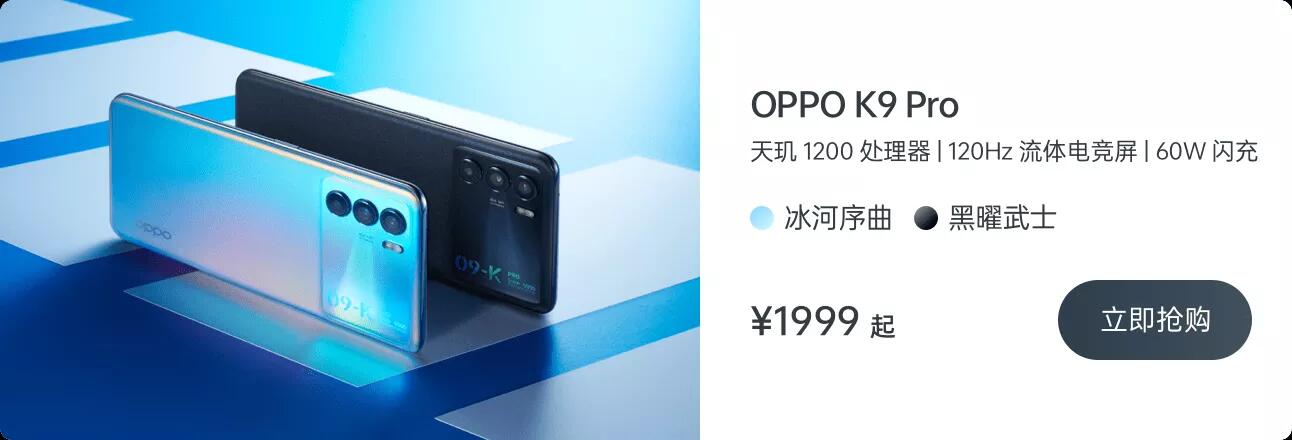 OPPO K9 Pro
天玑 1200 处理器 | 120Hz 流体电竞屏 | 60W 闪充
冰河序曲 黑曜武士
¥1999 起
立即抢购
oppo
09-K
09-K
PRO